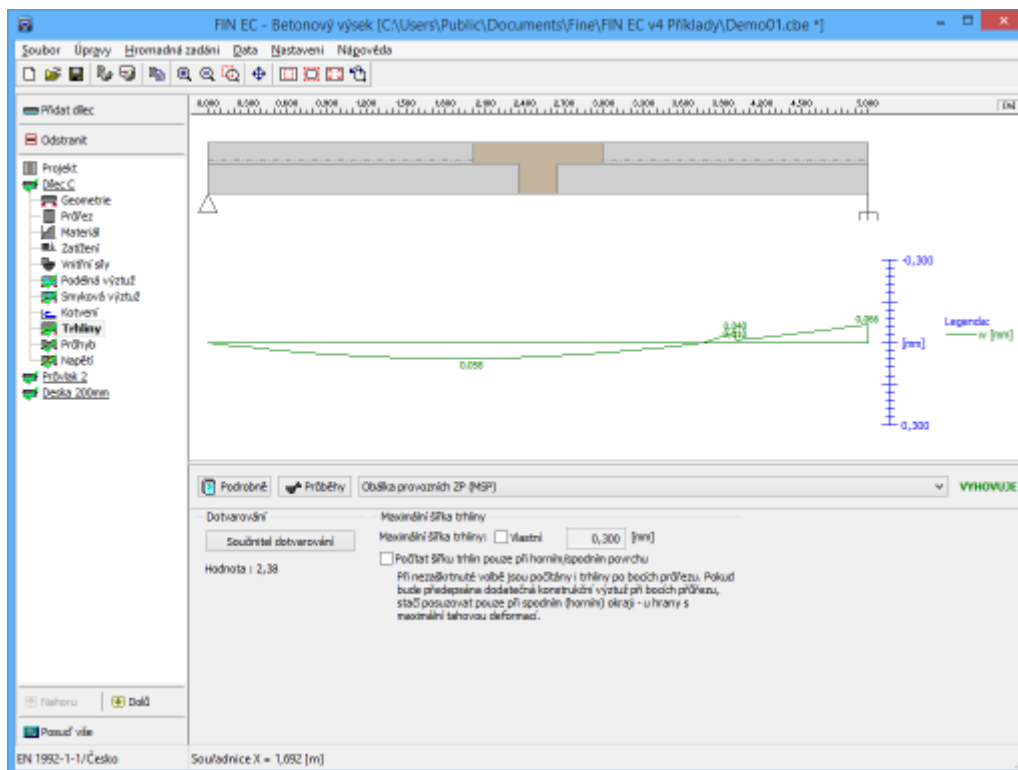 FIN EC - Betonový výsek [C:\Users\Public\Documents\Fine\FIN EC v4 Příklady\Demo01.cbe *]
Soubor Úpravy Hromadná zadání Data Nastavení Nápověda
Přidat dílec
Odstranit
Projekt
Dílec C
Geometrie
Průřez
Materiál
Zatížení
Vnitřní síly
Podélná výztuž
Smyková výztuž
Kotvení
Trhliny
Průhyb
Napětí
Průvlak 2
Deska 200mm
Nahoru Dolů
Posuď vše
[m]
-0,300
0.040
0.066
0.056
[mm]
0,300
Legenda:
w [mm]
Podrobně Průběhy Obálka provozních ZP (MSP) VYHOVUJE
Dotvarování
Součinitel dotvarování
Hodnota : 2,38
Maximální šířka trhliny
Maximální šířka trhliny: Vlastní 0,300 [mm]
Počítat šířku trhlin pouze při horním/spodním povrchu
Při nezaškrtnuté volbě jsou počítány i trhliny po bocích průřezu. Pokud
bude předepsána dodatečná konstrukční výztuž při bocích průřezu,
stačí posuzovat pouze při spodním (horním) okraji - u hrany s
maximální tahovou deformací.
EN 1992-1-1/Česko Souřadnice X = 1,692 [m]